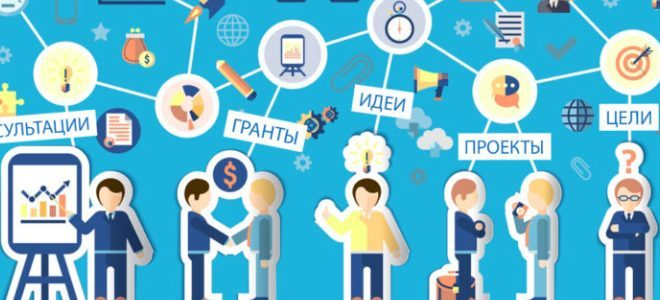 СУЛЬТАЦИИ
ГРАНТЫ
ИДЕИ
ПРОЕКТЫ
ЦЕЛИ
$
$
?